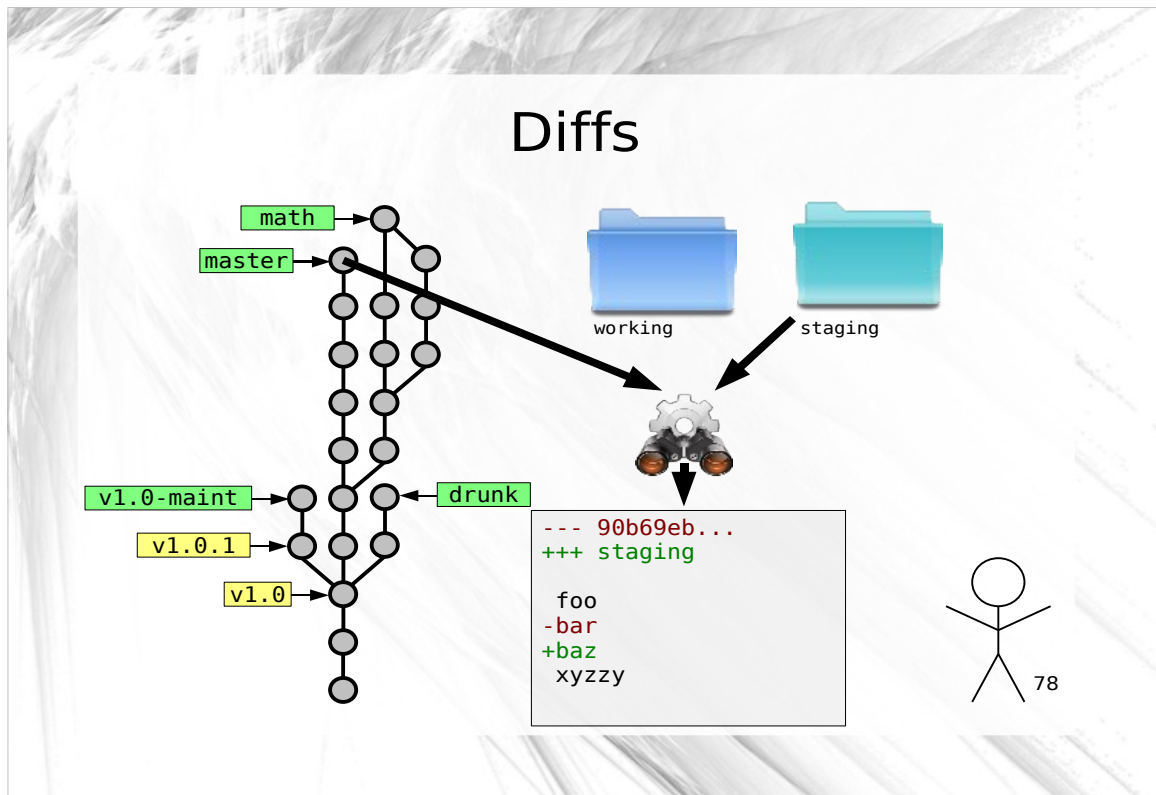 Diffs
math
master
working
staging
v1.0-maint
drunk
v1.0.1
v1.0
--- 90b69eb...
+++ staging
 foo
-bar
+baz
 xyzzy
78